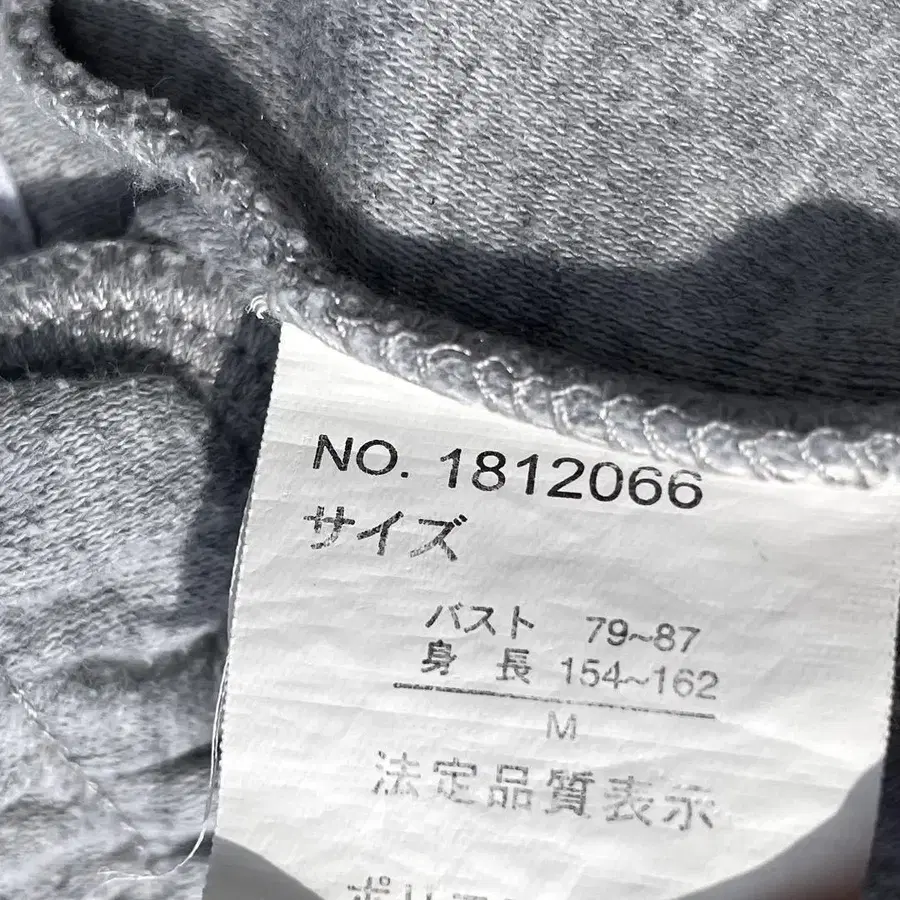 NO. 1812066
サイズ
バスト 79~87
身 長 154~162
M
法定品質表示